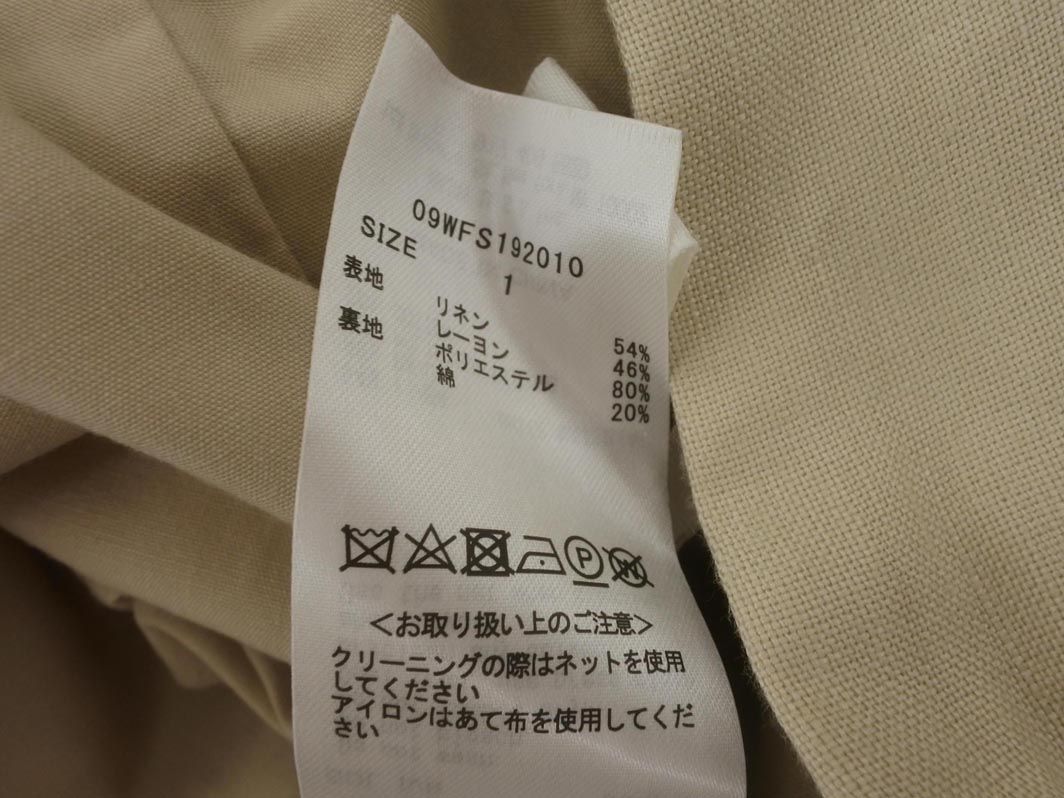 09WFS192010
SIZE 1
表地 リネン 54%
レーヨン 46%
裏地 ポリエステル 80%
綿 20%
P
W
<お取り扱い上のご注意>
クリーニングの際はネットを使用
してください
アイロンはあて布を使用してくだ
さい